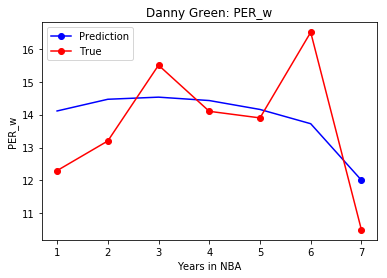 Danny Green: PER_w
Prediction
True
16
15
14
13
12
11
PER_w
1 2 3 4 5 6 7
Years in NBA